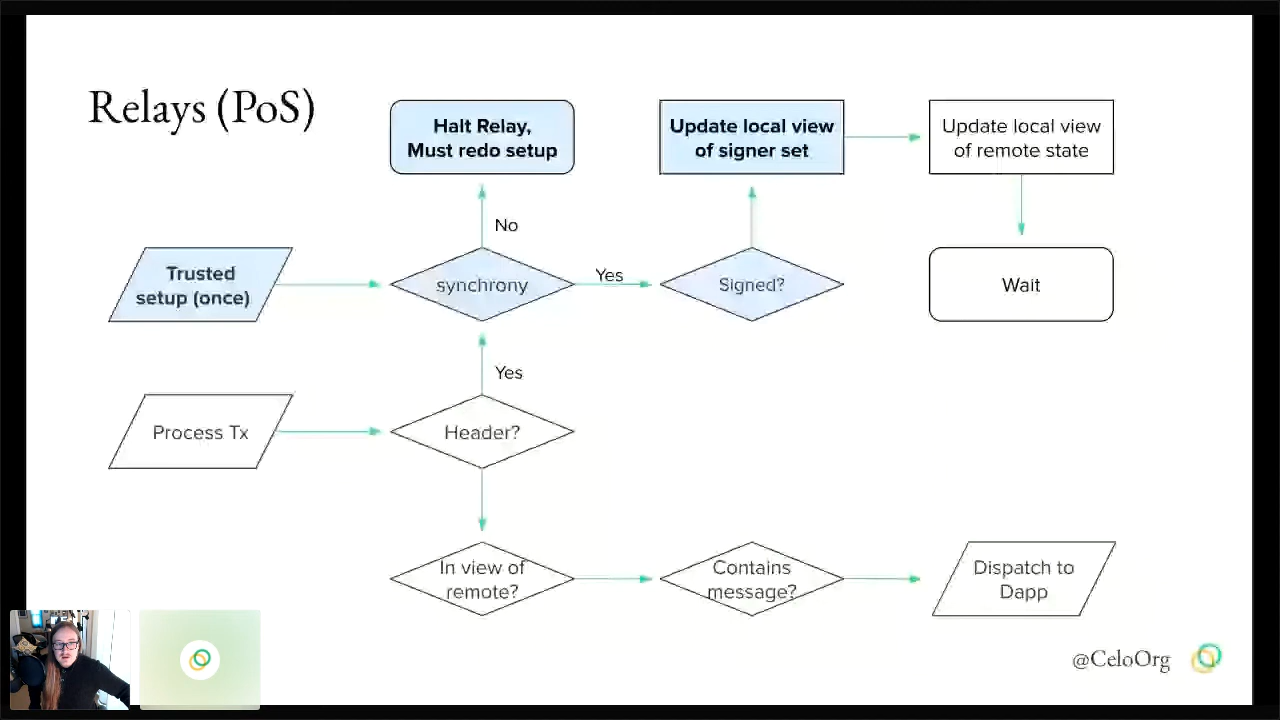 Relays (PoS)
Halt Relay,
Must redo setup
Update local view
of signer set
Update local view
of remote state
No
Trusted
setup (once)
synchrony
Yes
Signed?
Wait
Yes
Process Tx
Header?
In view of
remote?
Contains
message?
Dispatch to
Dapp
@CeloOrg